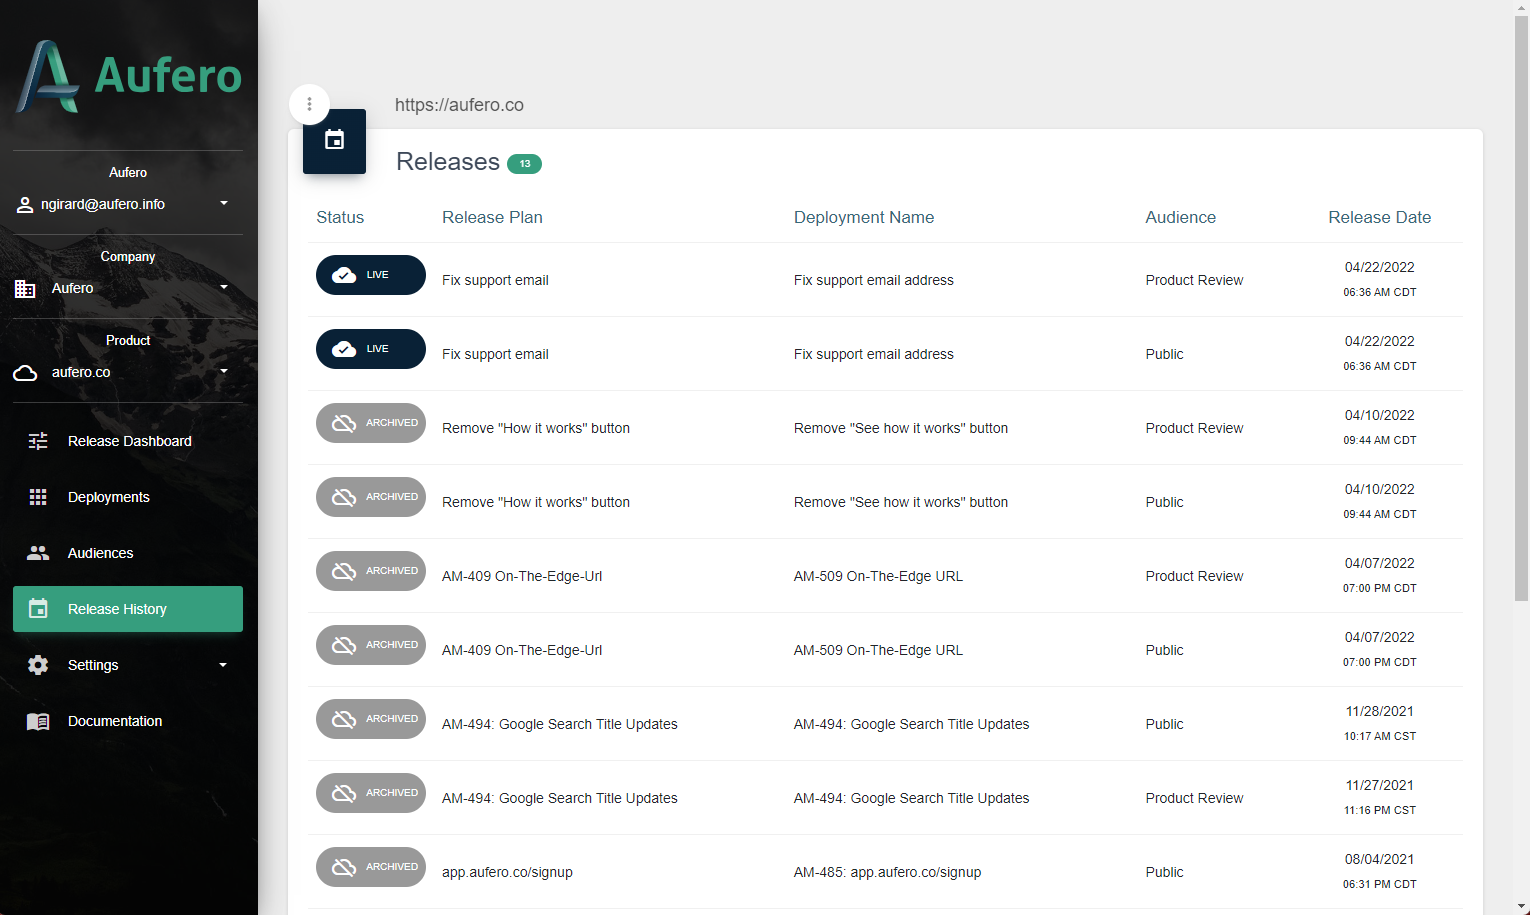 Aufero
Aufero
ngirard@aufero.info
Company
Aufero
Product
aufero.co
Release Dashboard
Deployments
Audiences
Release History
Settings
Documentation
https://aufero.co
Releases 13
Status Release Plan Deployment Name Audience Release Date
LIVE Fix support email Fix support email address Product Review 04/22/2022
06:36 AM CDT
LIVE Fix support email Fix support email address Public 04/22/2022
06:36 AM CDT
ARCHIVED Remove "How it works" button Remove "See how it works" button Product Review 04/10/2022
09:44 AM CDT
ARCHIVED Remove "How it works" button Remove "See how it works" button Public 04/10/2022
09:44 AM CDT
ARCHIVED AM-409 On-The-Edge-Url AM-509 On-The-Edge URL Product Review 04/07/2022
07:00 PM CDT
ARCHIVED AM-409 On-The-Edge-Url AM-509 On-The-Edge URL Public 04/07/2022
07:00 PM CDT
ARCHIVED AM-494: Google Search Title Updates AM-494: Google Search Title Updates Public 11/28/2021
10:17 AM CST
ARCHIVED AM-494: Google Search Title Updates AM-494: Google Search Title Updates Product Review 11/27/2021
11:16 PM CST
ARCHIVED app.aufero.co/signup AM-485: app.aufero.co/signup Public 08/04/2021
06:31 PM CDT